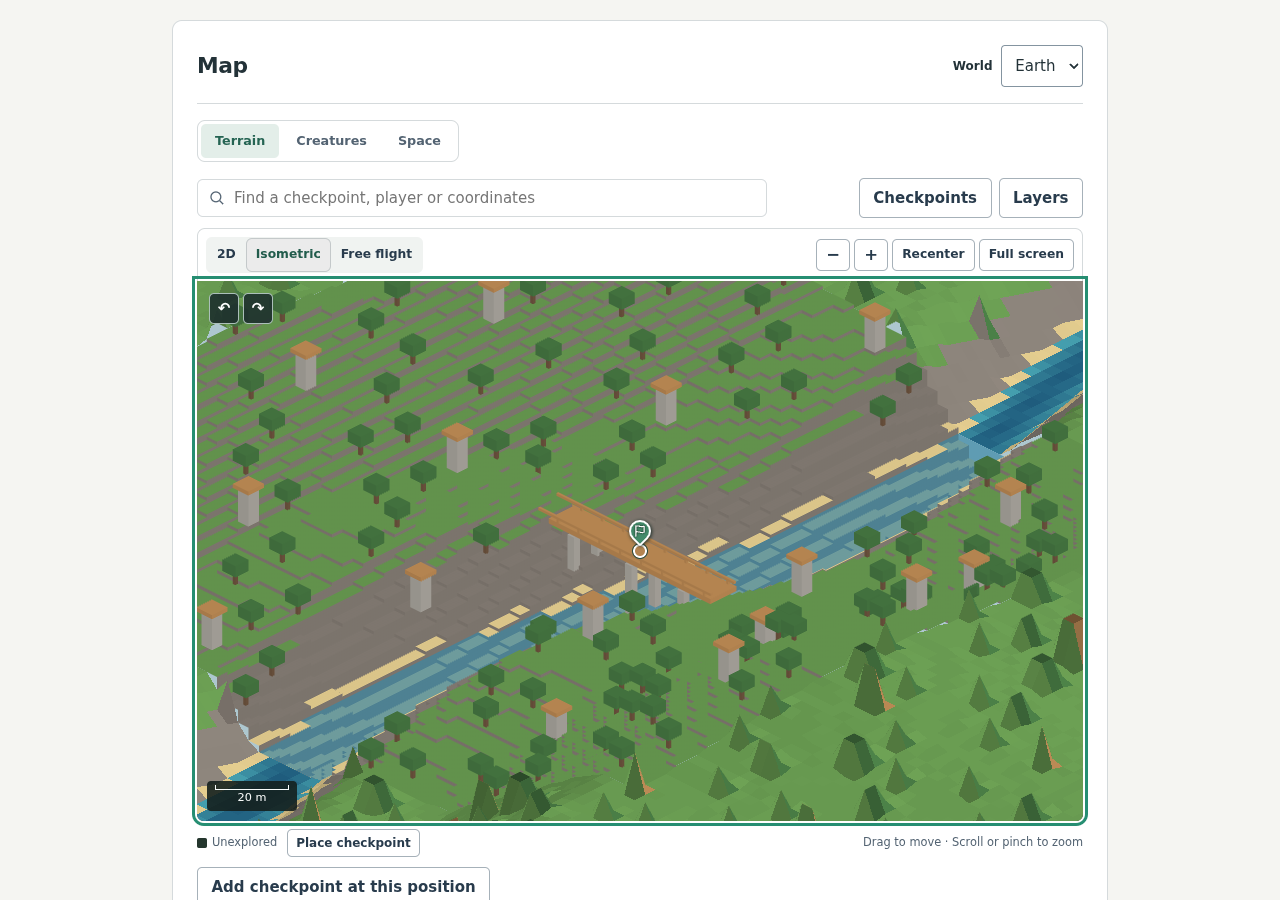 Map
World
Earth
Terrain
Creatures
Space
Find a checkpoint, player or coordinates
Checkpoints
Layers
2D
Isometric
Free flight
−
+
Recenter
Full screen
20 m
Unexplored
Place checkpoint
Drag to move · Scroll or pinch to zoom
Add checkpoint at this position